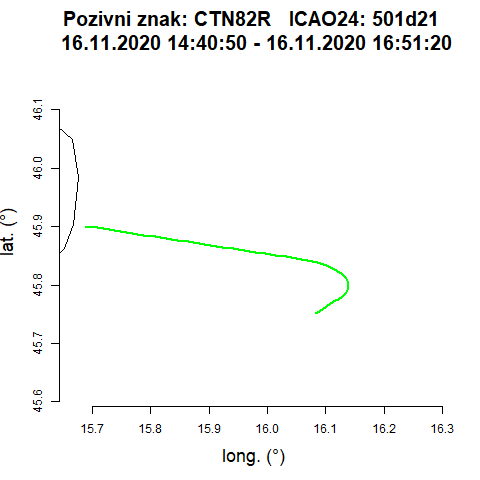 Pozivni znak: CTN82R   ICAO24: 501d21
16.11.2020 14:40:50 - 16.11.2020 16:51:20
46.1
46.0
45.9
45.8
45.7
45.6
lat. (°)
15.7 15.8 15.9 16.0 16.1 16.2 16.3
long. (°)